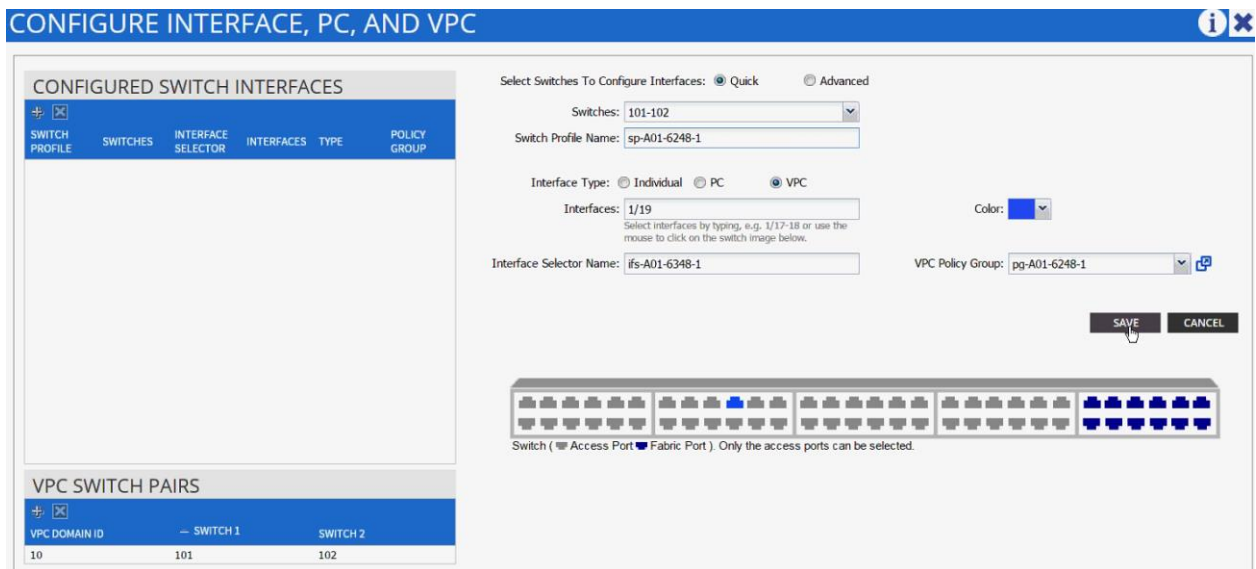 CONFIGURE INTERFACE, PC, AND VPC
CONFIGURED SWITCH INTERFACES
SWITCH PROFILE
SWITCHES
INTERFACE SELECTOR
INTERFACES
TYPE
POLICY GROUP
Select Switches To Configure Interfaces: Quick Advanced
Switches: 101-102
Switch Profile Name: sp-A01-6248-1
Interface Type: Individual PC VPC
Interfaces: 1/19
Color:
Select interfaces by typing, e.g. 1/17-18 or use the
mouse to click on the switch image below.
Interface Selector Name: ifs-A01-6348-1
VPC Policy Group: pg-A01-6248-1
SAVE CANCEL
Switch ( Access Port Fabric Port ). Only the access ports can be selected.
VPC SWITCH PAIRS
VPC DOMAIN ID SWITCH 1 SWITCH 2
10 101 102